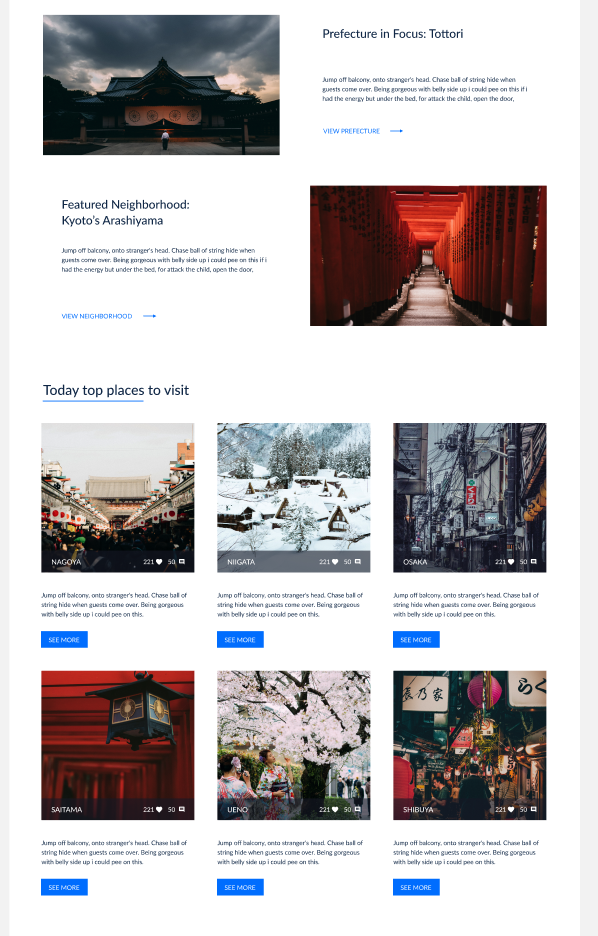 Prefecture in Focus: Tottori
Jump off balcony, onto stranger's head. Chase ball of string hide when
guests come over. Being gorgeous with belly side up i could pee on this if i
had the energy but under the bed, for attack the child, open the door,
VIEW PREFECTURE
Featured Neighborhood:
Kyoto's Arashiyama
Jump off balcony, onto stranger's head. Chase ball of string hide when
guests come over. Being gorgeous with belly side up i could pee on this if i
had the energy but under the bed, for attack the child, open the door,
VIEW NEIGHBORHOOD
Today top places to visit
NAGOYA 221 50
NIIGATA 221 50
くすり
OSAKA 221 50
Jump off balcony, onto stranger's head. Chase ball of
string hide when guests come over. Being gorgeous
with belly side up i could pee on this.
SEE MORE
Jump off balcony, onto stranger's head. Chase ball of
string hide when guests come over. Being gorgeous
with belly side up i could pee on this.
SEE MORE
Jump off balcony, onto stranger's head. Chase ball of
string hide when guests come over. Being gorgeous
with belly side up i could pee on this.
SEE MORE
SAITAMA 221 50
UENO 221 50
辰乃家
らく
SHIBUYA 221 50
Jump off balcony, onto stranger's head. Chase ball of
string hide when guests come over. Being gorgeous
with belly side up i could pee on this.
SEE MORE
Jump off balcony, onto stranger's head. Chase ball of
string hide when guests come over. Being gorgeous
with belly side up i could pee on this.
SEE MORE
Jump off balcony, onto stranger's head. Chase ball of
string hide when guests come over. Being gorgeous
with belly side up i could pee on this.
SEE MORE